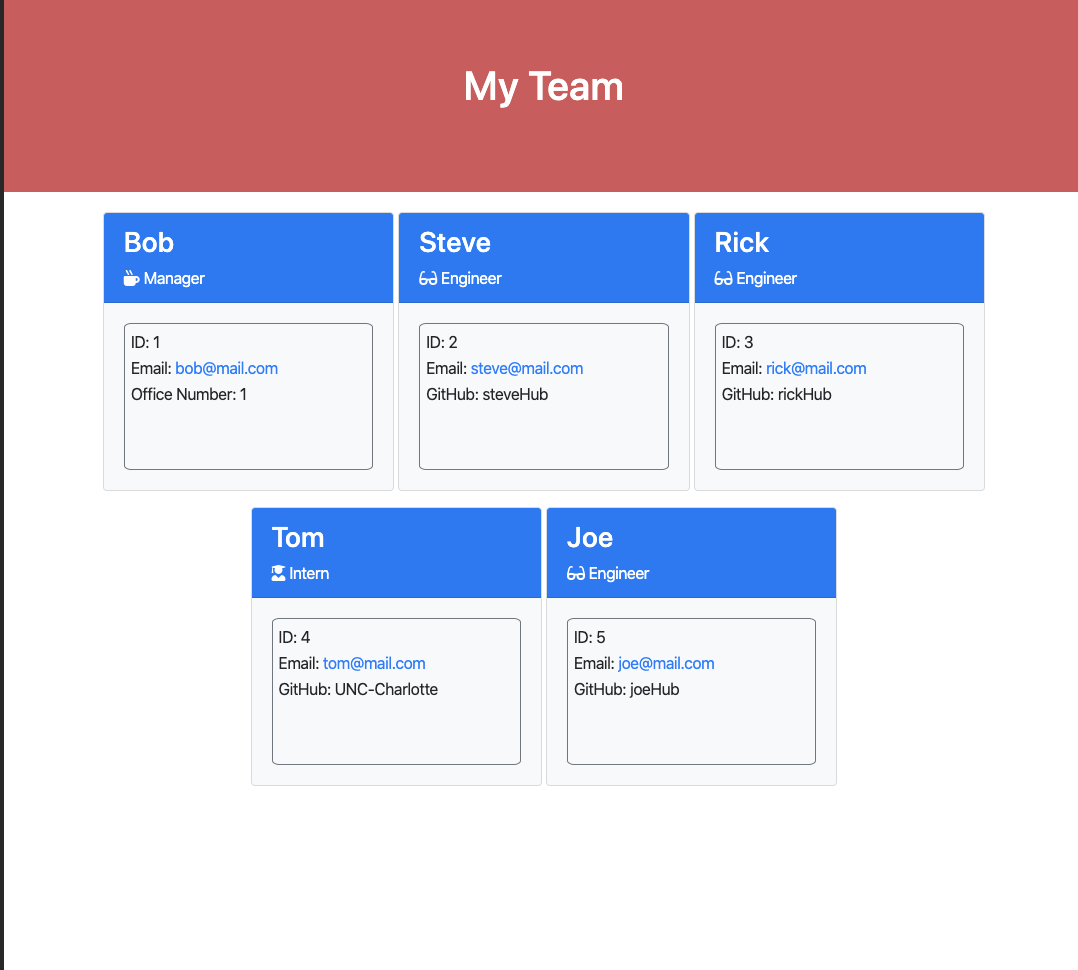 My Team
Bob
Manager
ID: 1
Email: bob@mail.com
Office Number: 1
Steve
Engineer
ID: 2
Email: steve@mail.com
GitHub: steveHub
Rick
Engineer
ID: 3
Email: rick@mail.com
GitHub: rickHub
Tom
Intern
ID: 4
Email: tom@mail.com
GitHub: UNC-Charlotte
Joe
Engineer
ID: 5
Email: joe@mail.com
GitHub: joeHub